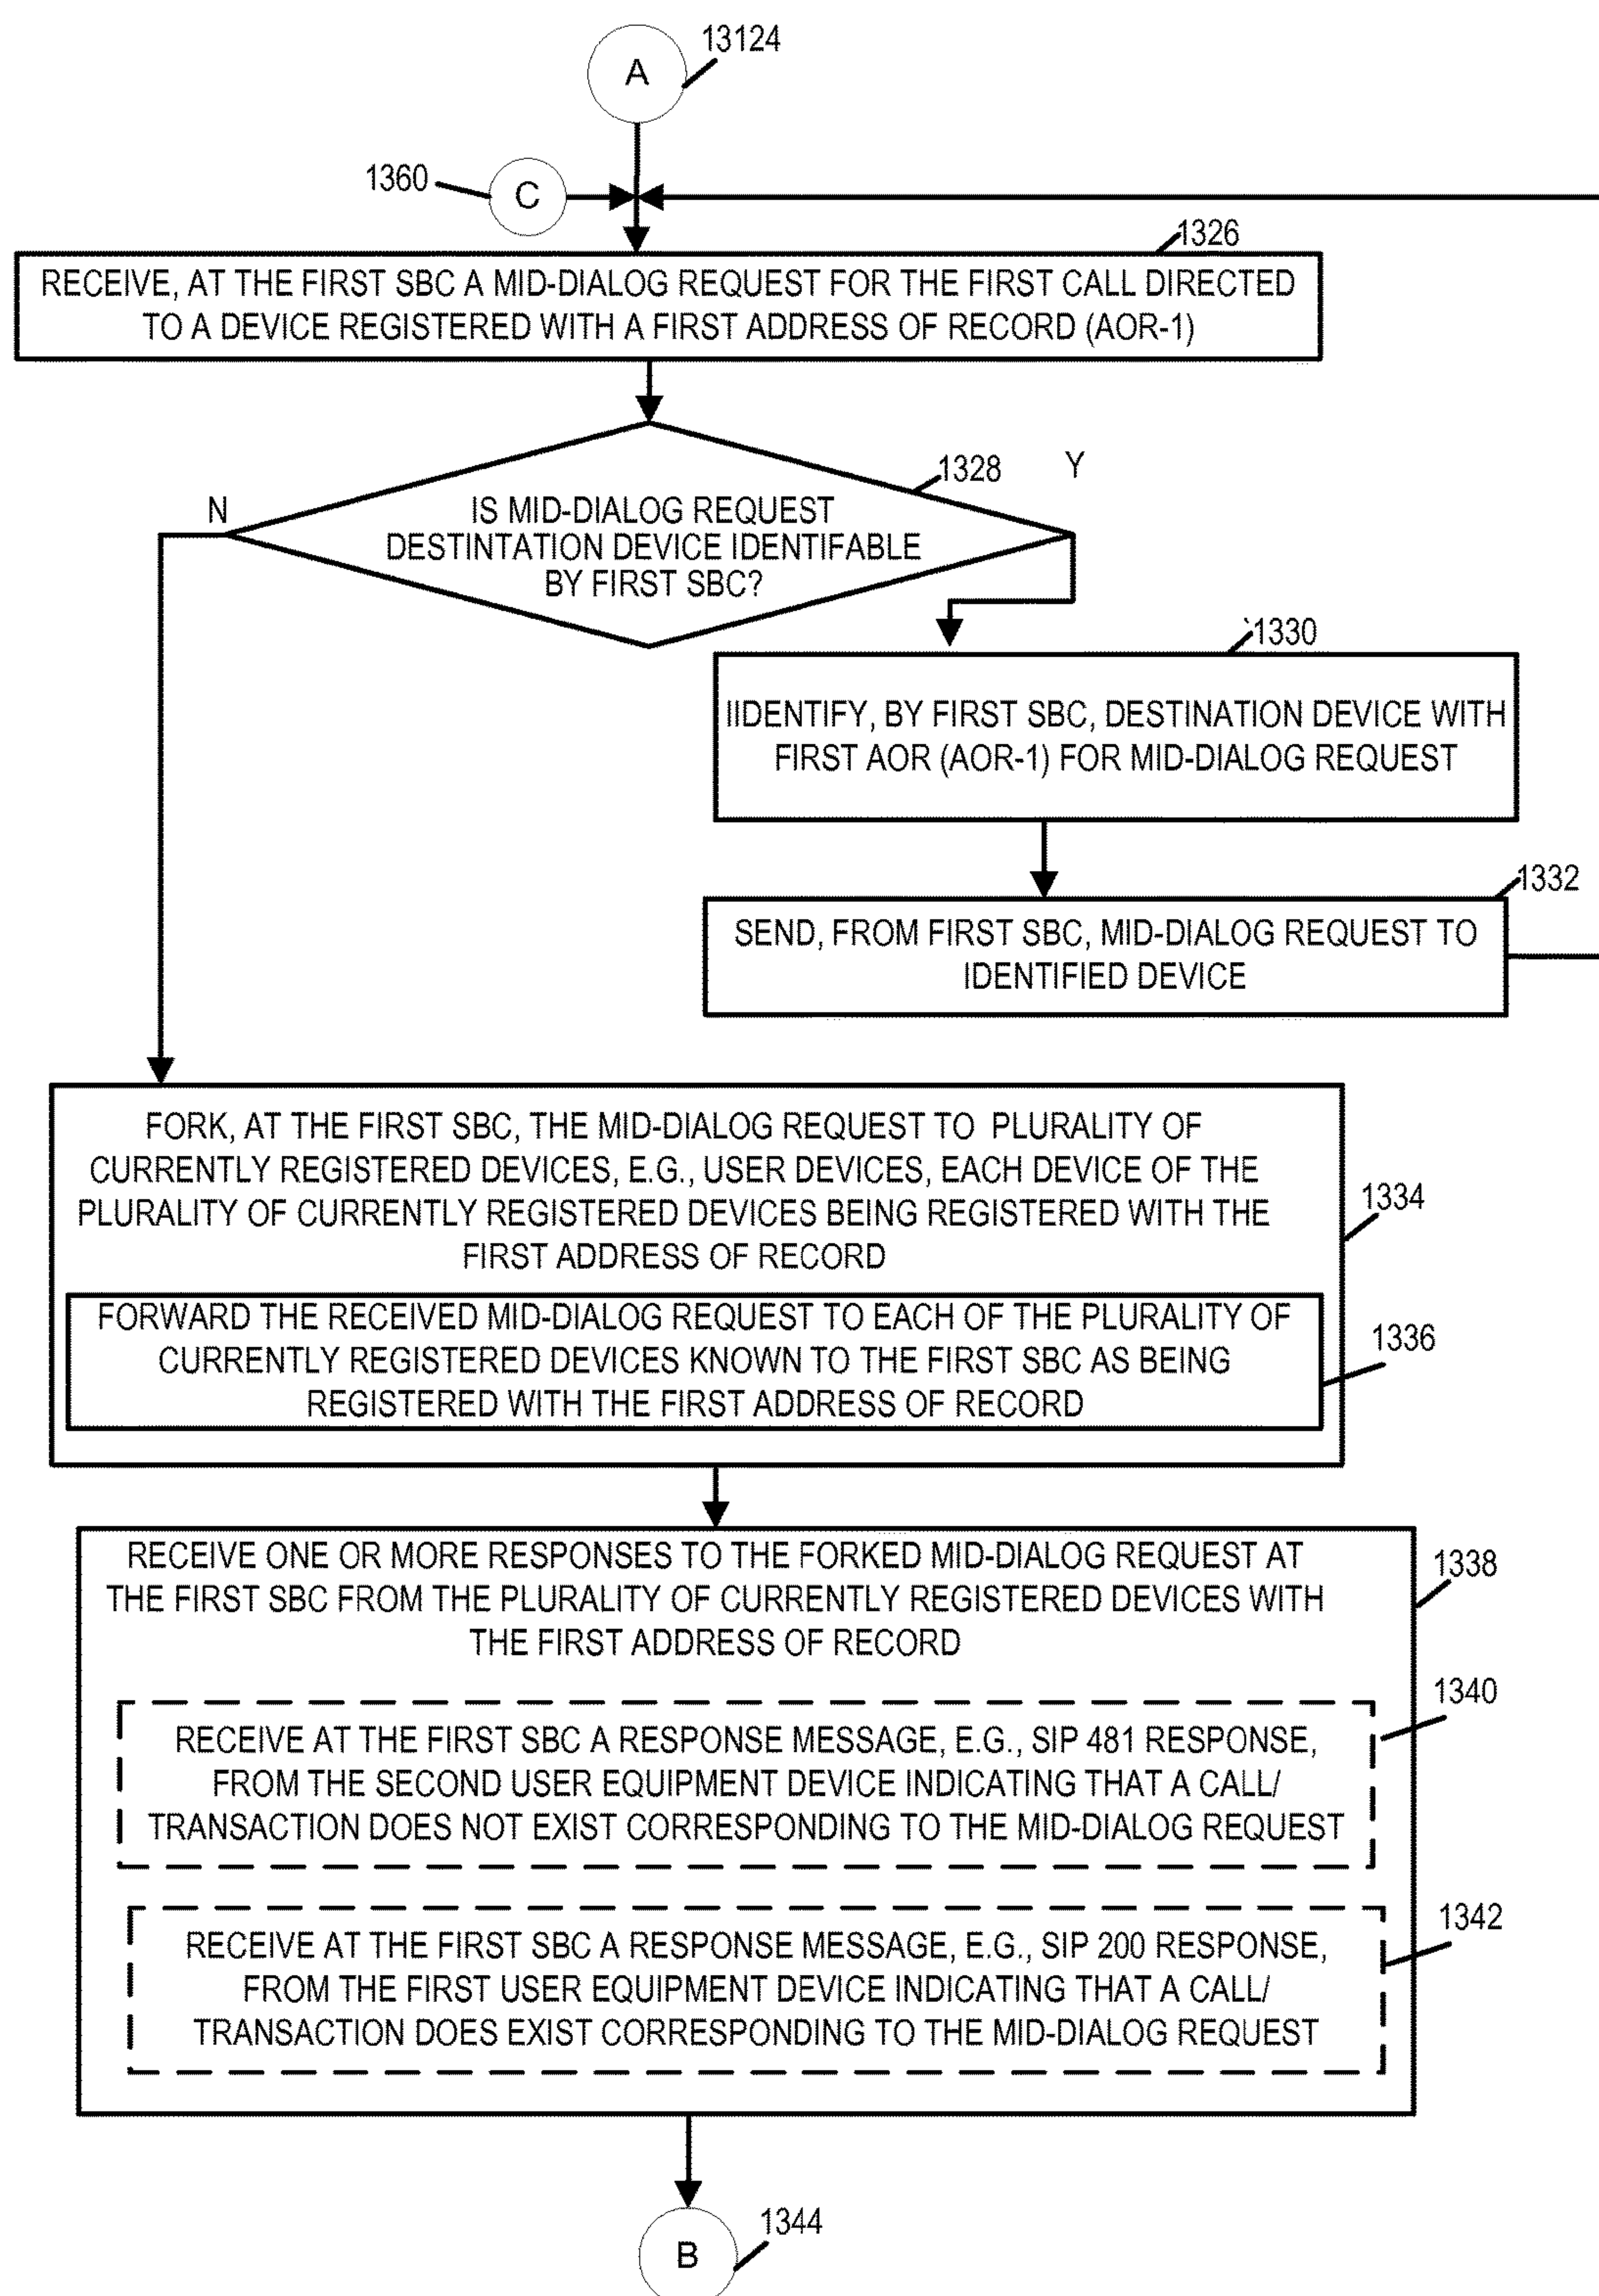 A
13124
1360
C
1326
RECEIVE, AT THE FIRST SBC A MID-DIALOG REQUEST FOR THE FIRST CALL DIRECTED
TO A DEVICE REGISTERED WITH A FIRST ADDRESS OF RECORD (AOR-1)
1328
Y
N
IS MID-DIALOG REQUEST
DESTINTATION DEVICE IDENTIFABLE
BY FIRST SBC?
`1330
IIDENTIFY, BY FIRST SBC, DESTINATION DEVICE WITH
FIRST AOR (AOR-1) FOR MID-DIALOG REQUEST
1332
SEND, FROM FIRST SBC, MID-DIALOG REQUEST TO
IDENTIFIED DEVICE
FORK, AT THE FIRST SBC, THE MID-DIALOG REQUEST TO PLURALITY OF
CURRENTLY REGISTERED DEVICES, E.G., USER DEVICES, EACH DEVICE OF THE
PLURALITY OF CURRENTLY REGISTERED DEVICES BEING REGISTERED WITH THE
FIRST ADDRESS OF RECORD
1334
FORWARD THE RECEIVED MID-DIALOG REQUEST TO EACH OF THE PLURALITY OF
CURRENTLY REGISTERED DEVICES KNOWN TO THE FIRST SBC AS BEING
REGISTERED WITH THE FIRST ADDRESS OF RECORD
1336
RECEIVE ONE OR MORE RESPONSES TO THE FORKED MID-DIALOG REQUEST AT
THE FIRST SBC FROM THE PLURALITY OF CURRENTLY REGISTERED DEVICES WITH
THE FIRST ADDRESS OF RECORD
1338
1340
RECEIVE AT THE FIRST SBC A RESPONSE MESSAGE, E.G., SIP 481 RESPONSE,
FROM THE SECOND USER EQUIPMENT DEVICE INDICATING THAT A CALL/
TRANSACTION DOES NOT EXIST CORRESPONDING TO THE MID-DIALOG REQUEST
1342
RECEIVE AT THE FIRST SBC A RESPONSE MESSAGE, E.G., SIP 200 RESPONSE,
FROM THE FIRST USER EQUIPMENT DEVICE INDICATING THAT A CALL/
TRANSACTION DOES EXIST CORRESPONDING TO THE MID-DIALOG REQUEST
1344
B